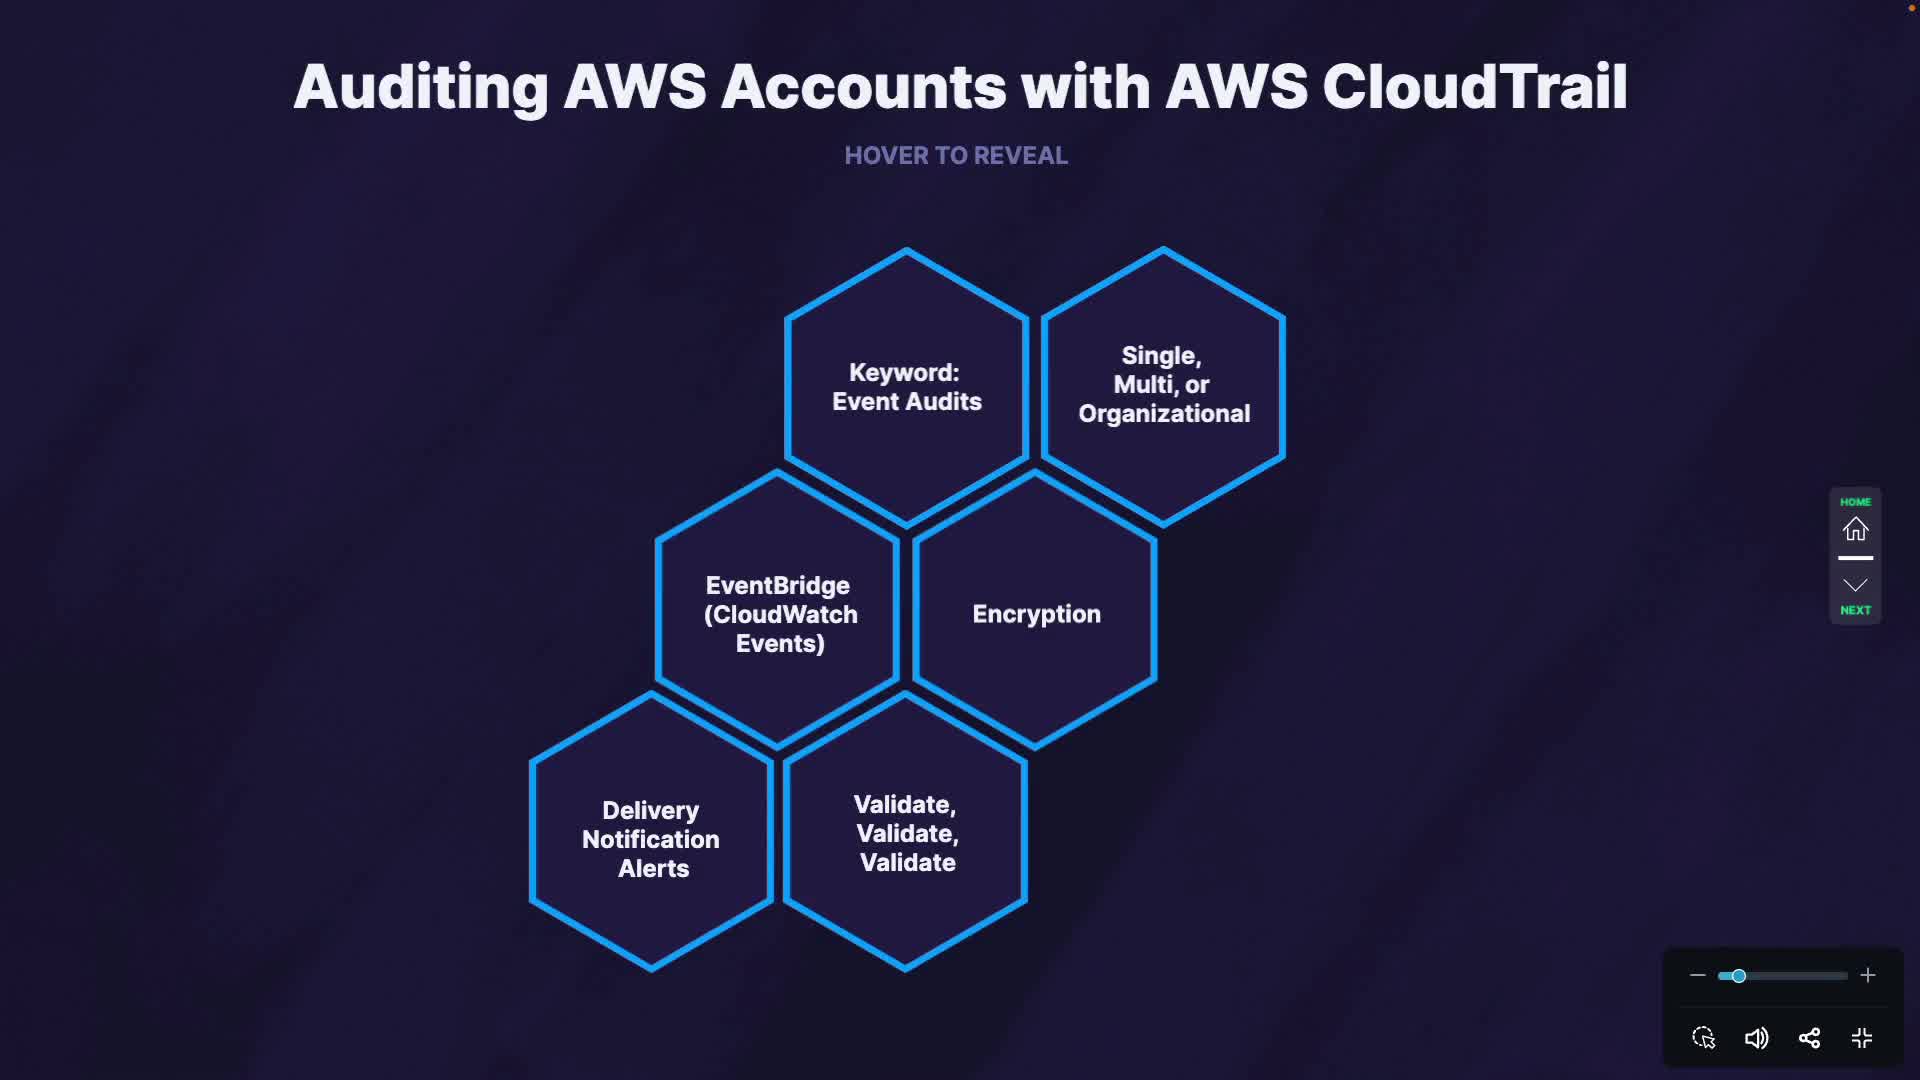 Auditing AWS Accounts with AWS CloudTrail
HOVER TO REVEAL
Keyword:
Event Audits
Single,
Multi, or
Organizational
EventBridge
(CloudWatch
Events)
Encryption
Delivery
Notification
Alerts
Validate,
Validate,
Validate
HOME
NEXT